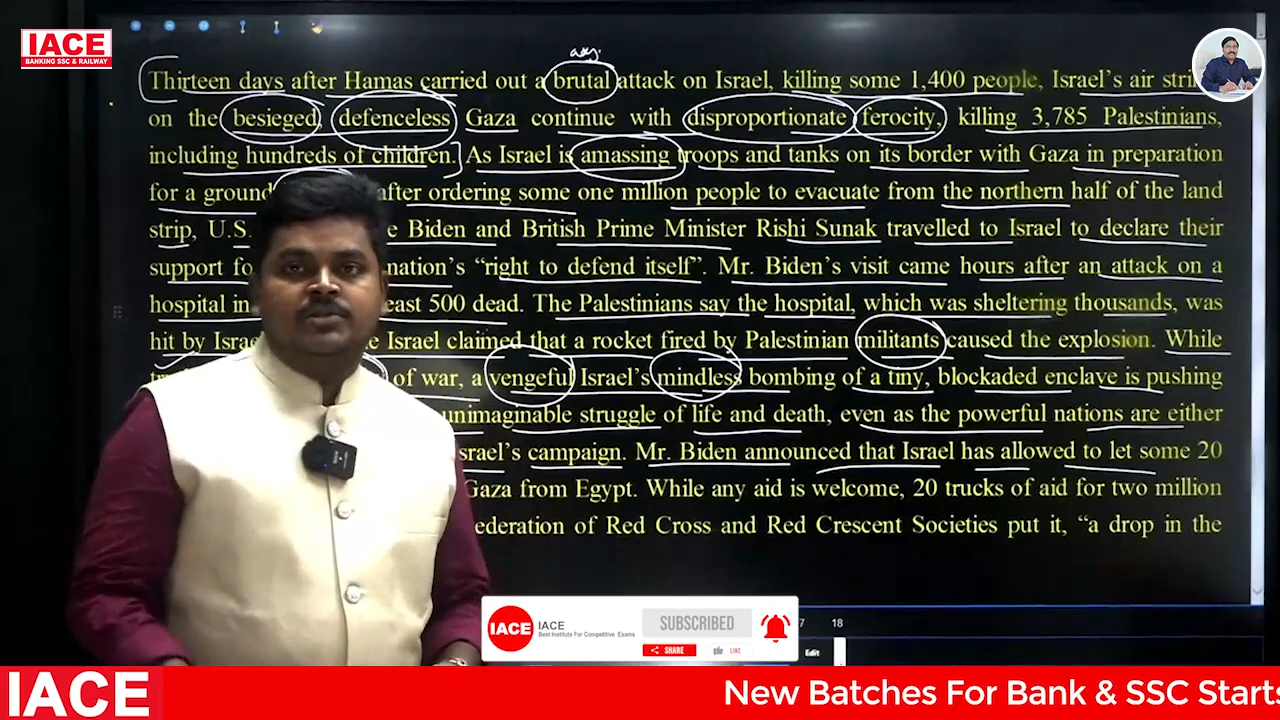 IACE
BANKING SSC & RAILWAY
adj.
Thirteen days after Hamas carried out a brutal attack on Israel, killing some 1,400 people, Israel's air
on the besieged, defenceless Gaza continue with disproportionate ferocity, killing 3,785 Palestinians,
including hundreds of children. As Israel is amassing troops and tanks on its border with Gaza in preparation
for a ground after ordering some one million people to evacuate from the northern half of the land
strip, U.S. Biden and British Prime Minister Rishi Sunak travelled to Israel to declare their
support nation's “right to defend itself”. Mr. Biden's visit came hours after an attack on a
hospital in 500 dead. The Palestinians say the hospital, which was sheltering thousands, was
hit by Israel claimed that a rocket fired by Palestinian militants caused the explosion. While
of war, a vengeful Israel's mindless bombing of a tiny, blockaded enclave is pushing
unimaginable struggle of life and death, even as the powerful nations are either
campaign. Mr. Biden announced that Israel has allowed to let some 20
Gaza from Egypt. While any aid is welcome, 20 trucks of aid for two million
of Red Cross and Red Crescent Societies put it, “a drop in the
18
Edit
IACE
IACE
Best Institute For Competitive Exams
SUBSCRIBED
SHARE
LIKE
IACE
New Batches For Bank & SSC Starts